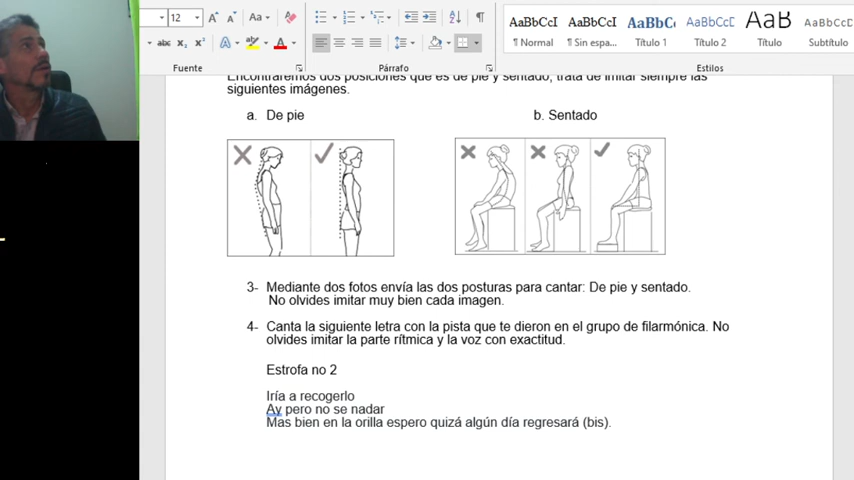 12
Aa
AaBbCcI AaBbCcI AaBbC AaBbCcD AaB AaBbCcD
¶ Normal ¶ Sin espa... Título 1 Título 2 Título Subtítulo
Fuente Párrafo Estilos
Encontraremos dos posiciones que es de pie y sentado, trata de imitar siempre las
siguientes imágenes.
a. De pie b. Sentado
3- Mediante dos fotos envía las dos posturas para cantar: De pie y sentado.
No olvides imitar muy bien cada imagen.
4- Canta la siguiente letra con la pista que te dieron en el grupo de filarmónica. No
olvides imitar la parte rítmica y la voz con exactitud.
Estrofa no 2
Iría a recogerlo
Ay pero no se nadar
Mas bien en la orilla espero quizá algún día regresará (bis).